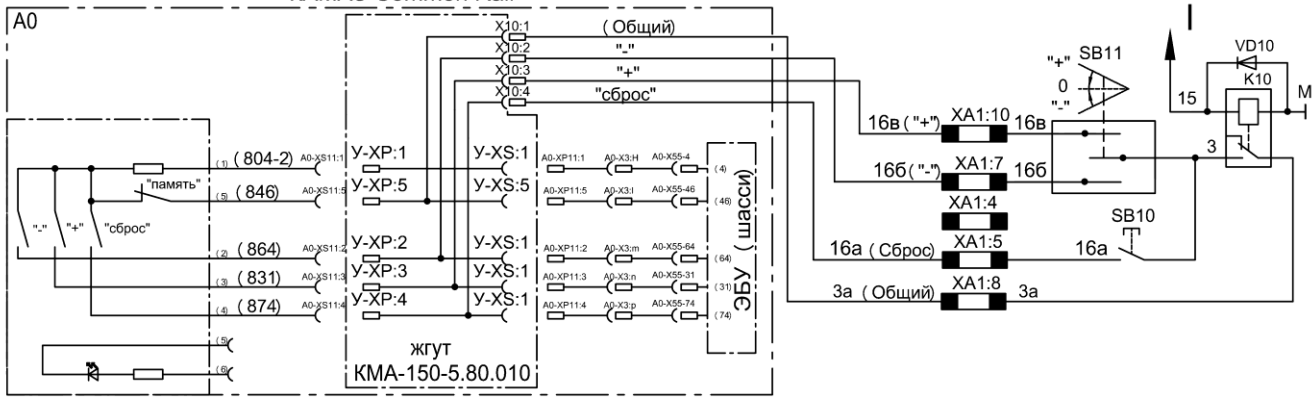 A0
X10:1 (Общий)
X10:2 "-"
X10:3 "+"
X10:4 "сброс"
I
VD10
K10
15
M
3
"+" SB11
0
"-"
16в ("+") XA1:10 16в
16б ("-") XA1:7 16б
XA1:4
SB10
16а (Сброс) XA1:5 16а
3а (Общий) XA1:8 3а
(1) (804-2) A0-XS11:1 У-XP:1 У-XS:1 A0-XP11:1 A0-X3:H A0-X55-4 (4)
"память" (5) (846) A0-XS11:5 У-XP:5 У-XS:5 A0-XP11:5 A0-X3:l A0-X55-46 (46)
"-" "+" "сброс"
(2) (864) A0-XS11:2 У-XP:2 У-XS:1 A0-XP11:2 A0-X3:m A0-X55-64 (64)
(3) (831) A0-XS11:3 У-XP:3 У-XS:1 A0-XP11:3 A0-X3:n A0-X55-31 (31)
(4) (874) A0-XS11:4 У-XP:4 У-XS:1 A0-XP11:4 A0-X3:p A0-X55-74 (74)
ЭБУ (шасси)
(5)
(6)
жгут
КМА-150-5.80.010